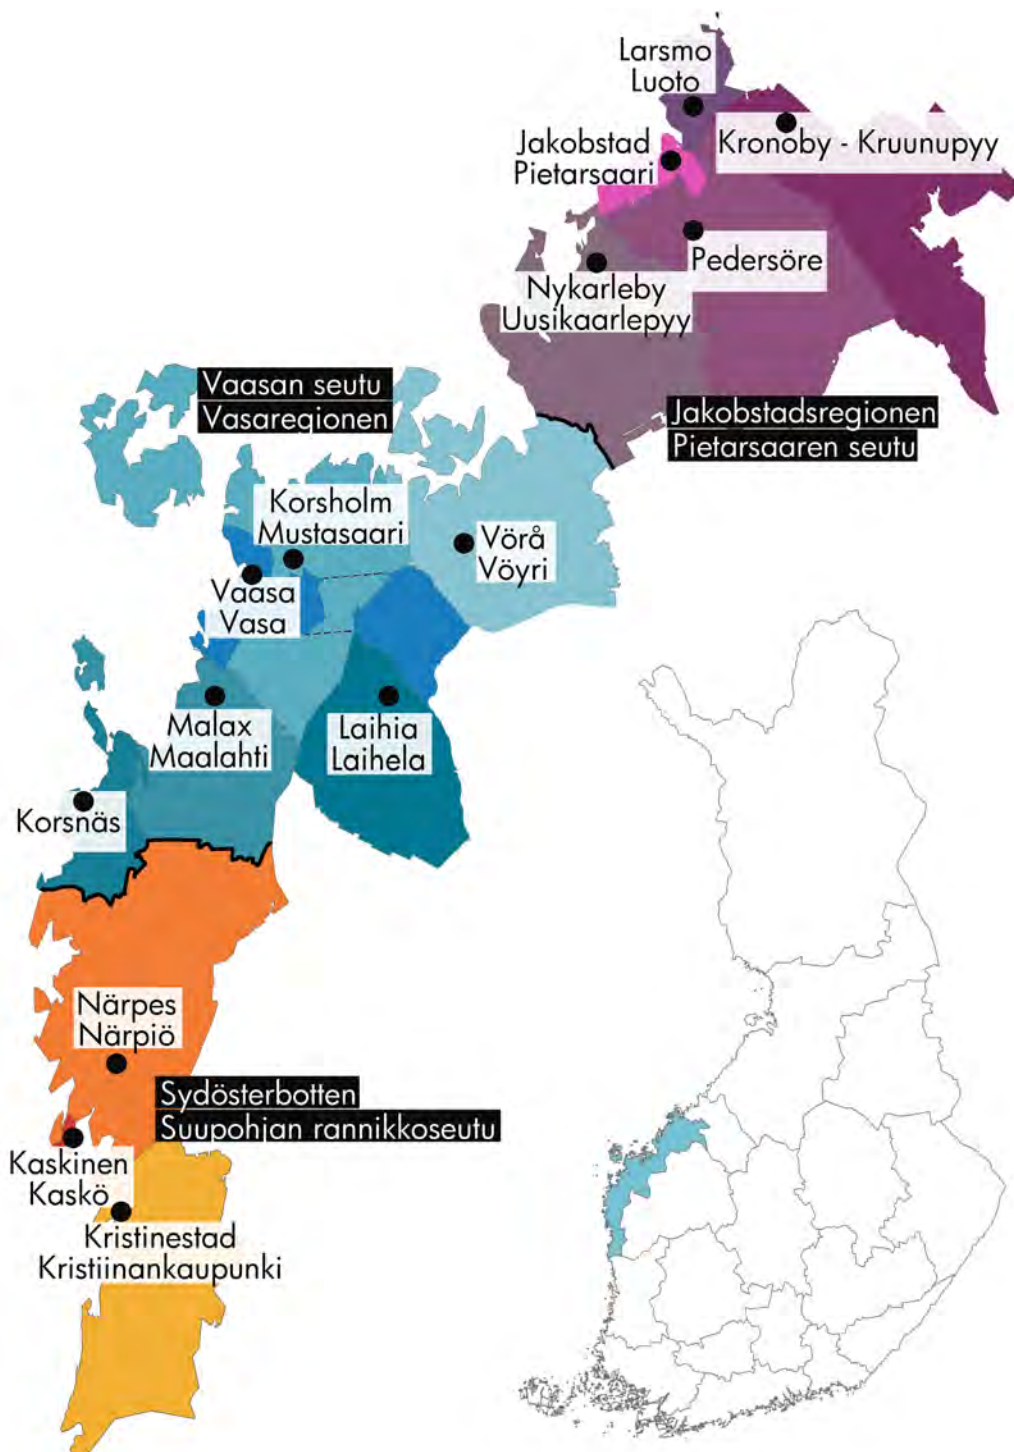 Larsmo
Luoto
Jakobstad
Pietarsaari
Kronoby - Kruunupyy
Pedersöre
Nykarleby
Uusikaarlepyy
Vaasan seutu
Vasaregionen
Jakobstadsregionen
Pietarsaaren seutu
Korsholm
Mustasaari
Vörå
Vöyri
Vaasa
Vasa
Malax
Maalahti
Laihia
Laihela
Korsnäs
Närpes
Närpiö
Sydösterbotten
Suupohjan rannikkoseutu
Kaskinen
Kaskö
Kristinestad
Kristiinankaupunki